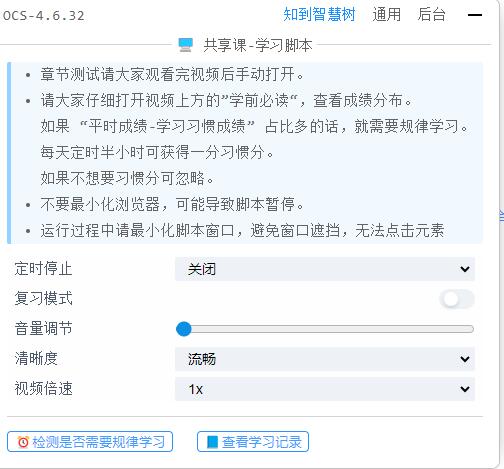 OCS-4.6.32 知到智慧树 通用 后台
共享课-学习脚本
章节测试请大家观看完视频后手动打开。
请大家仔细打开视频上方的”学前必读“，查看成绩分布。
如果 “平时成绩-学习习惯成绩” 占比多的话，就需要规律学习。
每天定时半小时可获得一分习惯分。
如果不想要习惯分可忽略。
不要最小化浏览器，可能导致脚本暂停。
运行过程中请最小化脚本窗口，避免窗口遮挡，无法点击元素
定时停止 关闭
复习模式
音量调节
清晰度 流畅
视频倍速 1x
检测是否需要规律学习 查看学习记录